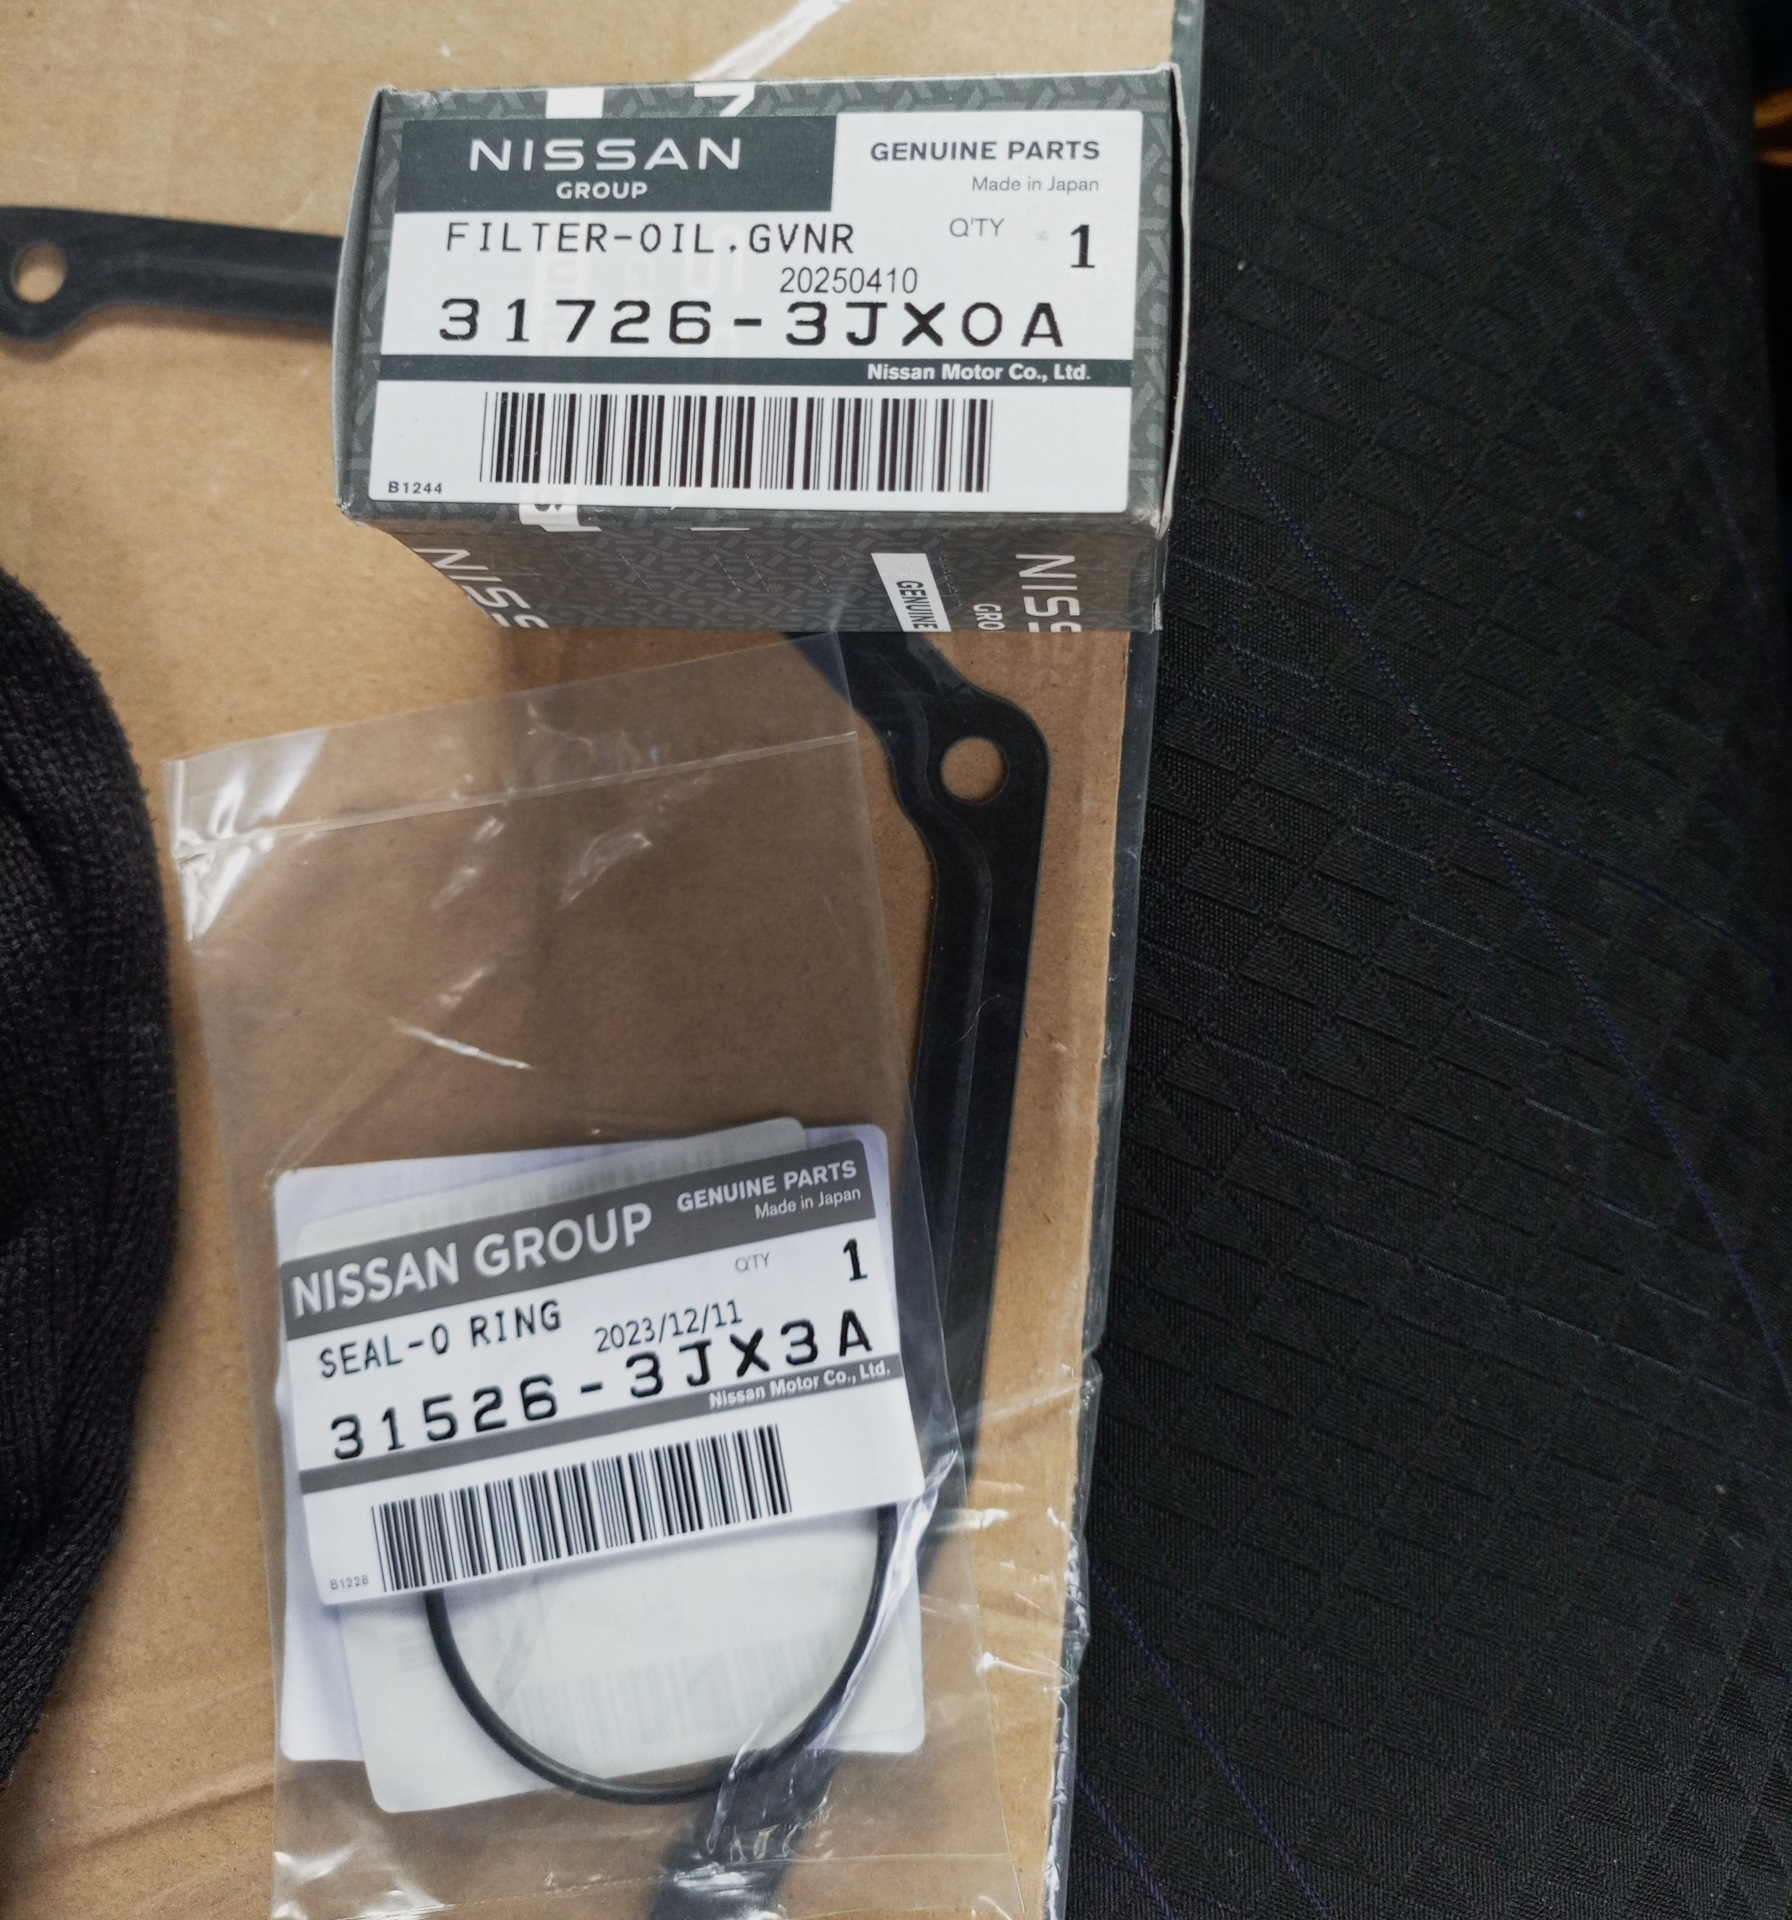 NISSAN
GROUP
GENUINE PARTS
Made in Japan
FILTER-OIL.GVNR
Q'TY 1
20250410
31726-3JX0A
Nissan Motor Co., Ltd.
B1244
GENUINE
NISSAN GROUP
GENUINE PARTS
Made in Japan
Q'TY 1
SEAL-O RING
2023/12/11
31526-3JX3A
Nissan Motor Co., Ltd.
B1228